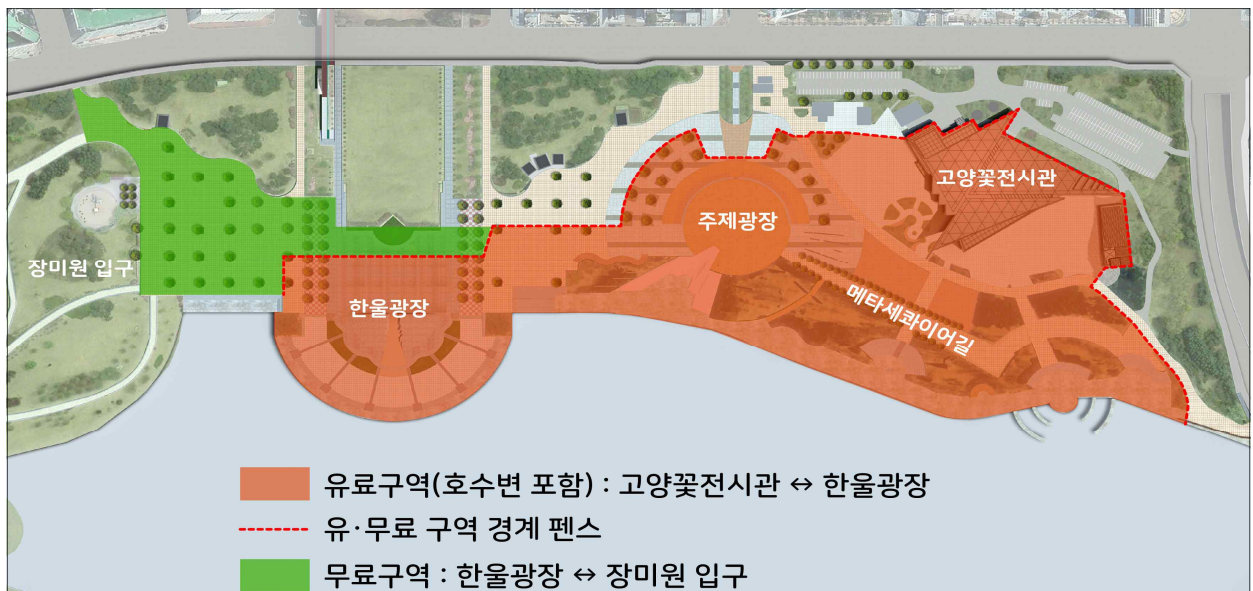 고양꽃전시관
주제광장
장미원 입구
메타세콰이어길
한울광장
유료구역(호수변 포함) : 고양꽃전시관 ↔ 한울광장
유·무료 구역 경계 펜스
무료구역 : 한울광장 ↔ 장미원 입구